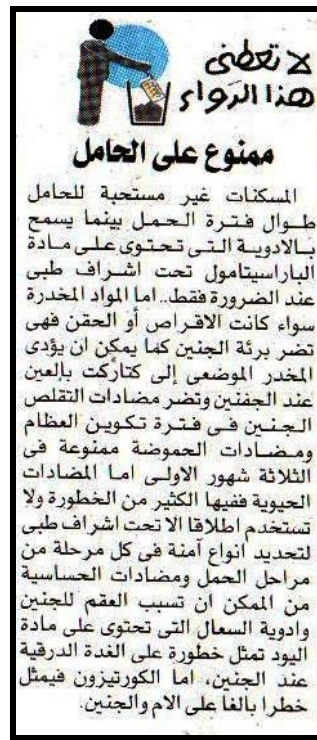 لا تعطنى
هذا الدواء
ممنوع على الحامل
المسكنات غير مستحبة للحامل
طوال فترة الحمل بينما يسمح
بالادوية التى تحتوى على مادة
الباراسيتامول تحت اشراف طبى
عند الضرورة فقط.. اما المواد المخدرة
سواء كانت الاقراص أو الحقن فهى
تضر برئة الجنين كما يمكن ان يؤدى
المخدر الموضعى إلى كتاركت بالعين
عند الجفنين وتضر مضادات التقلص
الجنين فى فترة تكوين العظام
ومضادات الحموضة ممنوعة فى
الثلاثة شهور الاولى اما المضادات
الحيوية ففيها الكثير من الخطورة ولا
تستخدم اطلاقا الا تحت اشراف طبى
لتحديد انواع آمنة فى كل مرحلة من
مراحل الحمل ومضادات الحساسية
من الممكن ان تسبب العقم للجنين
وادوية السعال التى تحتوى على مادة
اليود تمثل خطورة على الغدة الدرقية
عند الجنين، اما الكورتيزون فيمثل
خطرا بالغا على الام والجنين.